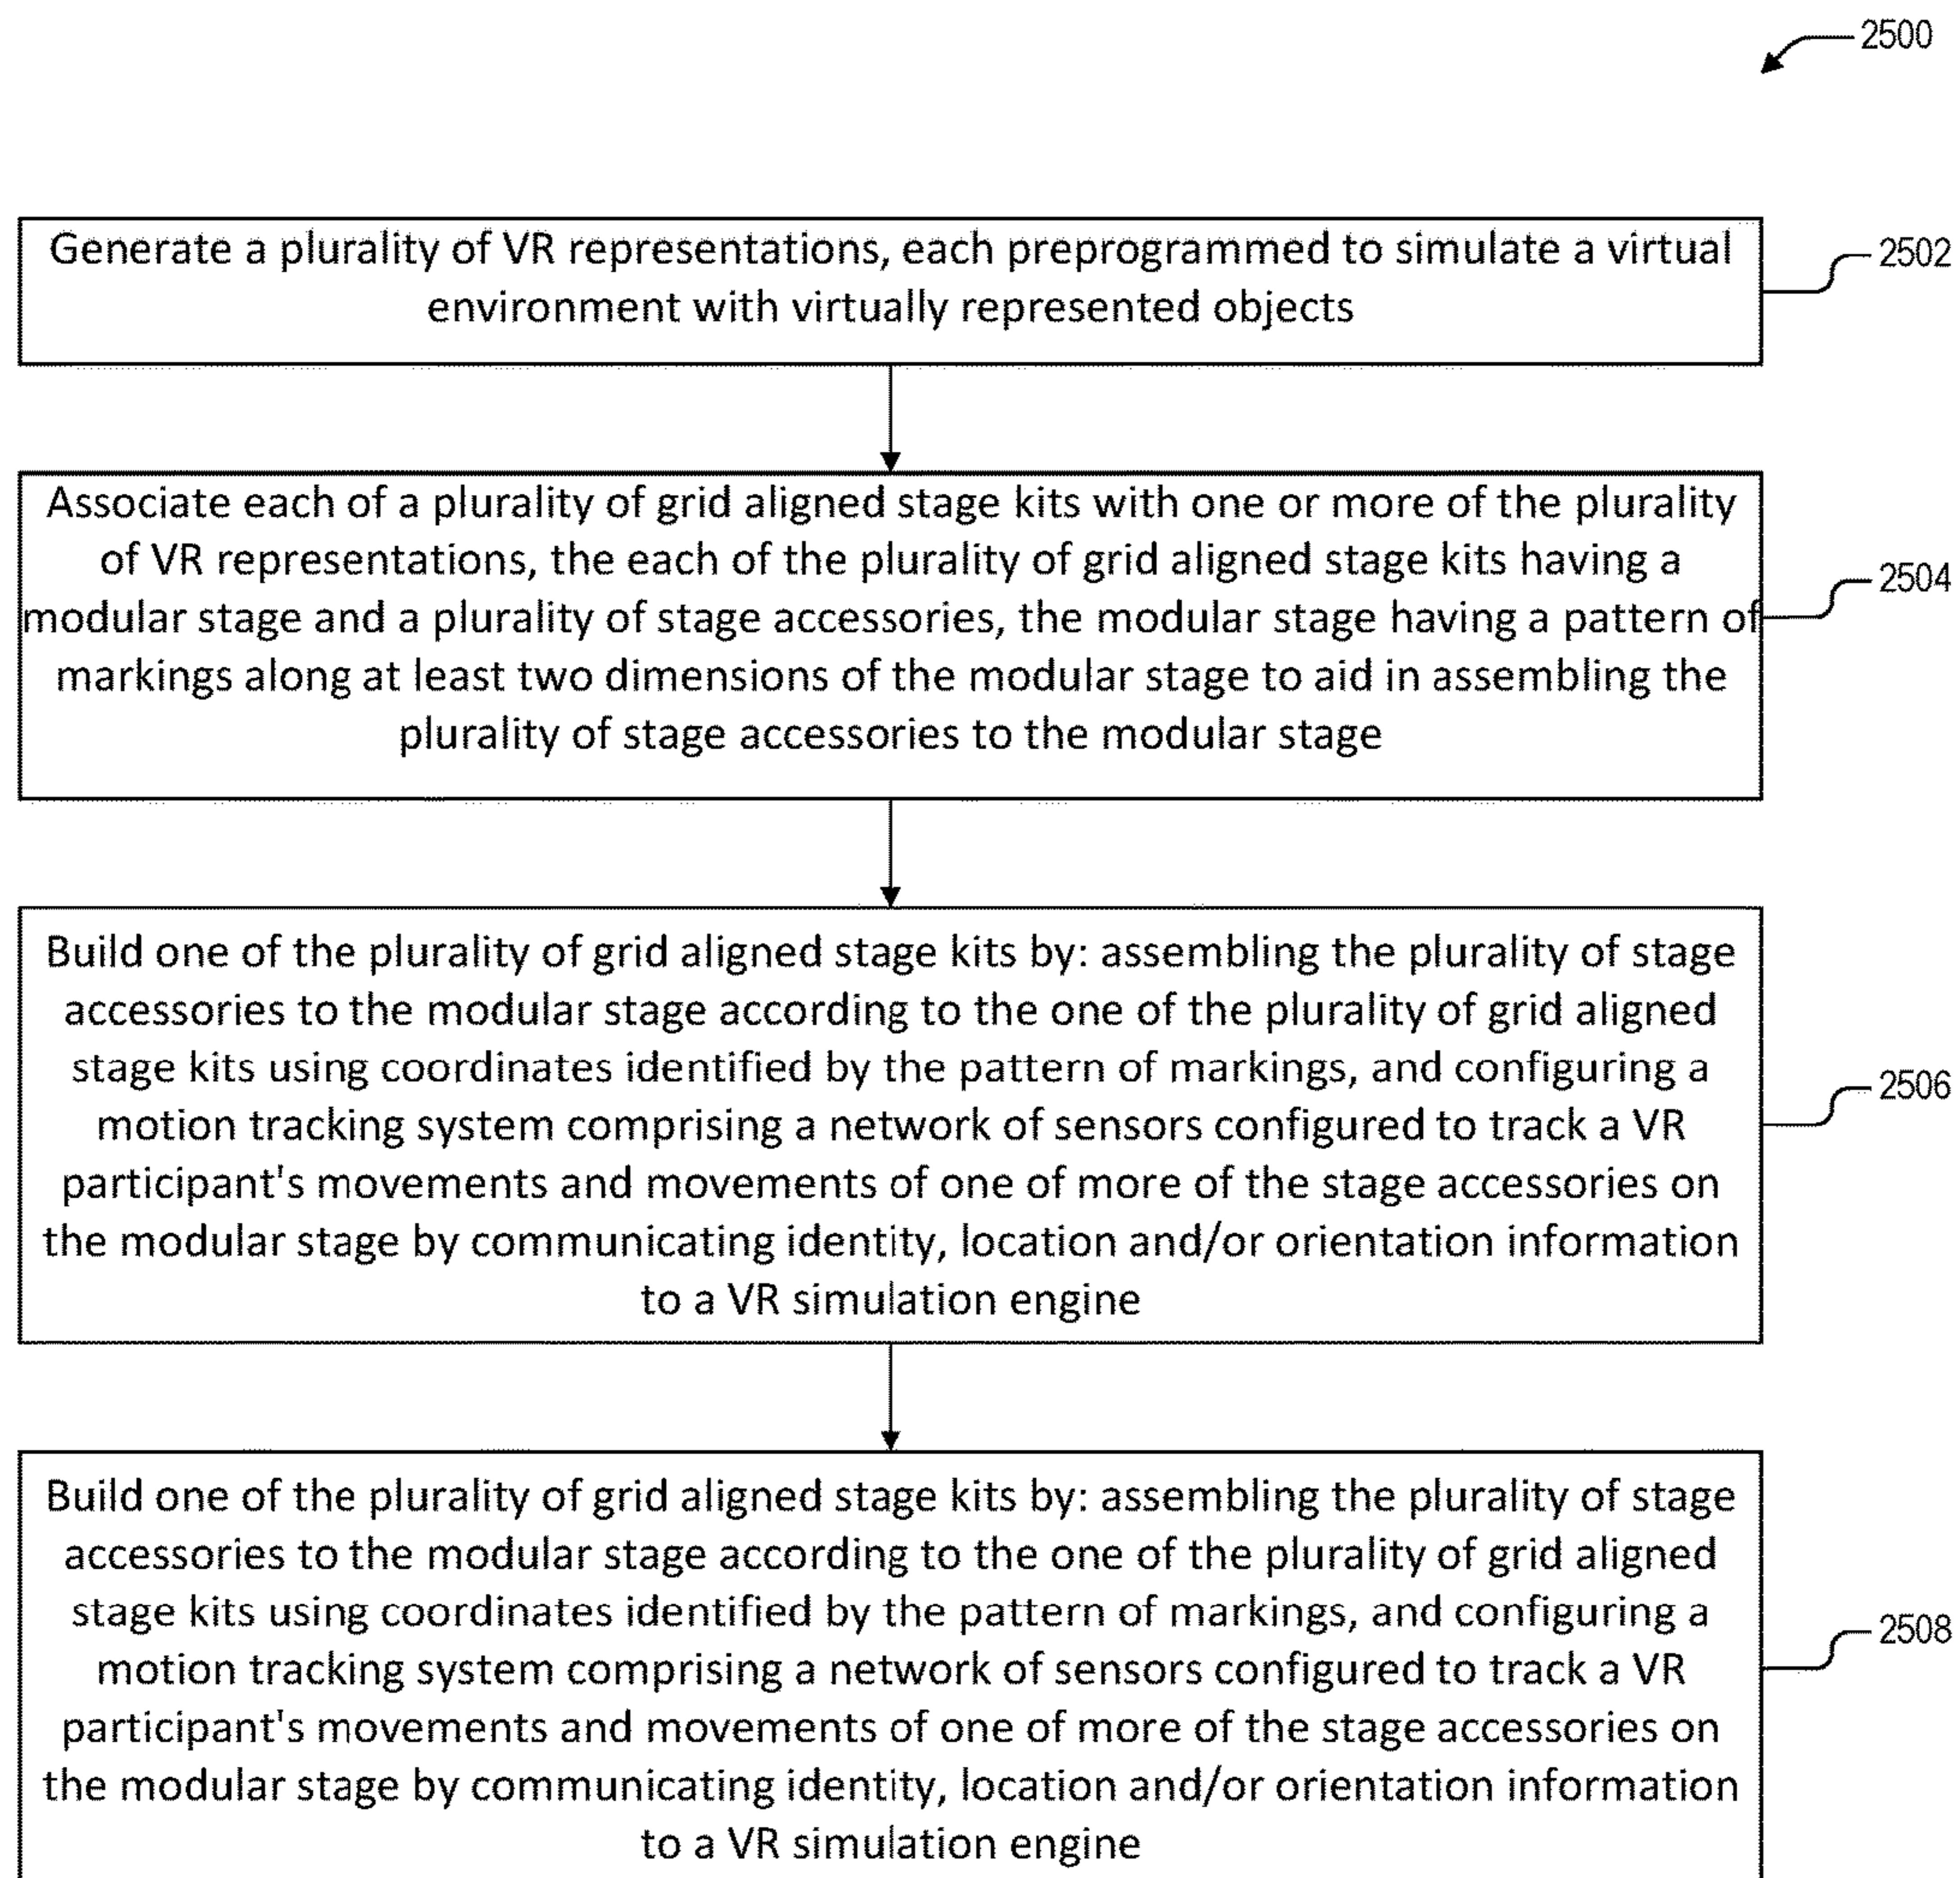 2500
Generate a plurality of VR representations, each preprogrammed to simulate a virtual
environment with virtually represented objects
2502
Associate each of a plurality of grid aligned stage kits with one or more of the plurality
of VR representations, the each of the plurality of grid aligned stage kits having a
modular stage and a plurality of stage accessories, the modular stage having a pattern of
markings along at least two dimensions of the modular stage to aid in assembling the
plurality of stage accessories to the modular stage
2504
Build one of the plurality of grid aligned stage kits by: assembling the plurality of stage
accessories to the modular stage according to the one of the plurality of grid aligned
stage kits using coordinates identified by the pattern of markings, and configuring a
motion tracking system comprising a network of sensors configured to track a VR
participant's movements and movements of one of more of the stage accessories on
the modular stage by communicating identity, location and/or orientation information
to a VR simulation engine
2506
Build one of the plurality of grid aligned stage kits by: assembling the plurality of stage
accessories to the modular stage according to the one of the plurality of grid aligned
stage kits using coordinates identified by the pattern of markings, and configuring a
motion tracking system comprising a network of sensors configured to track a VR
participant's movements and movements of one of more of the stage accessories on
the modular stage by communicating identity, location and/or orientation information
to a VR simulation engine
2508